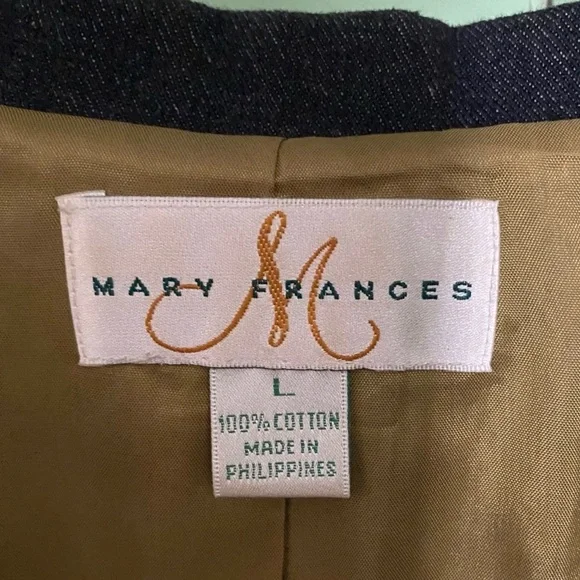 MARY FRANCES
M
L
100% COTTON
MADE IN
PHILIPPINES